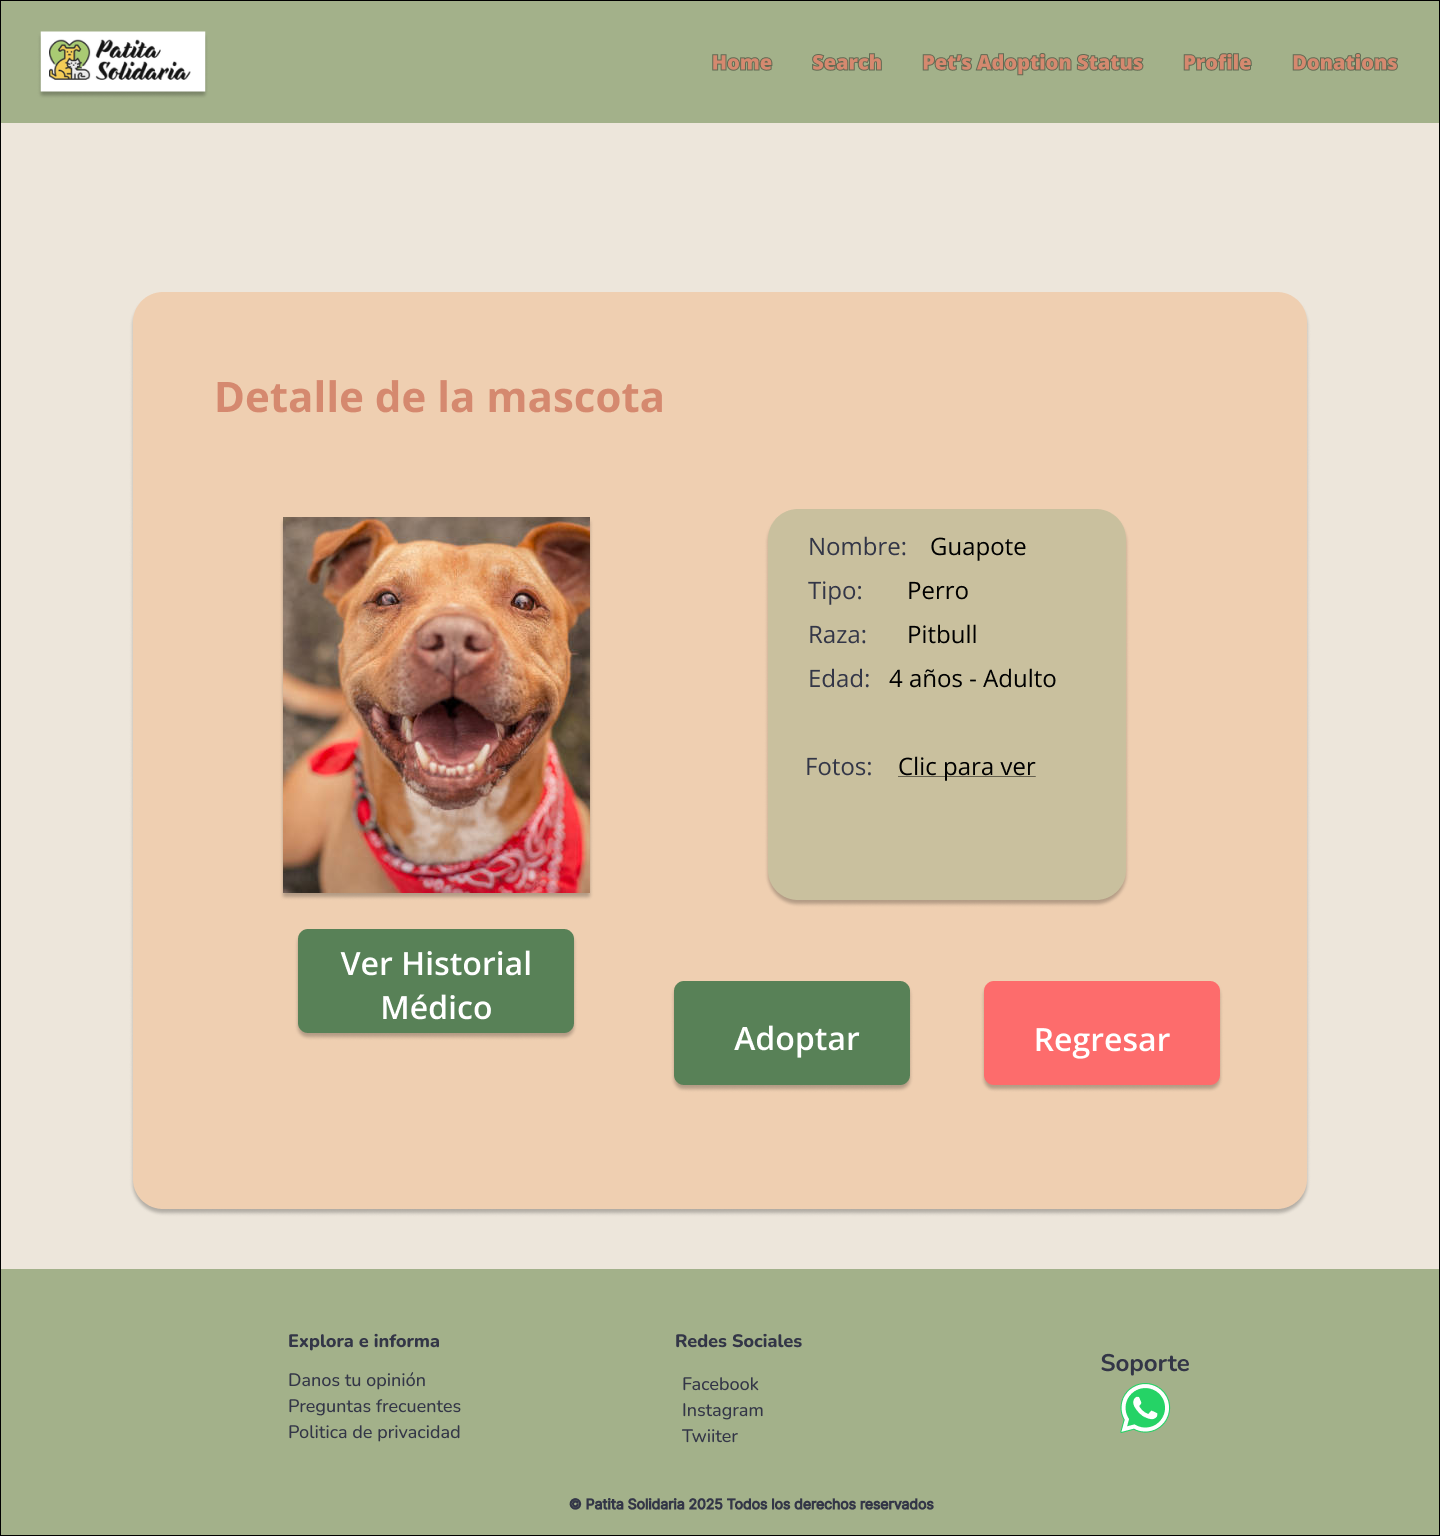 Patita
Solidaria
Home Search Pet's Adoption Status Profile Donations
Detalle de la mascota
Nombre: Guapote
Tipo: Perro
Raza: Pitbull
Edad: 4 años - Adulto
Fotos: Clic para ver
Ver Historial
Médico
Adoptar
Regresar
Explora e informa
Danos tu opinión
Preguntas frecuentes
Politica de privacidad
Redes Sociales
Facebook
Instagram
Twiiter
Soporte
© Patita Solidaria 2025 Todos los derechos reservados